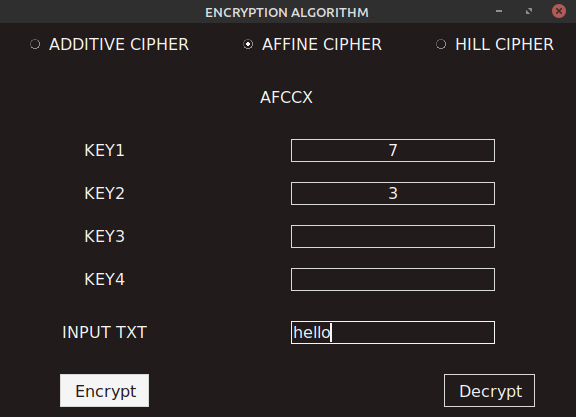 ENCRYPTION ALGORITHM
ADDITIVE CIPHER AFFINE CIPHER HILL CIPHER
AFCCX
KEY1 7
KEY2 3
KEY3
KEY4
INPUT TXT hello
Encrypt Decrypt